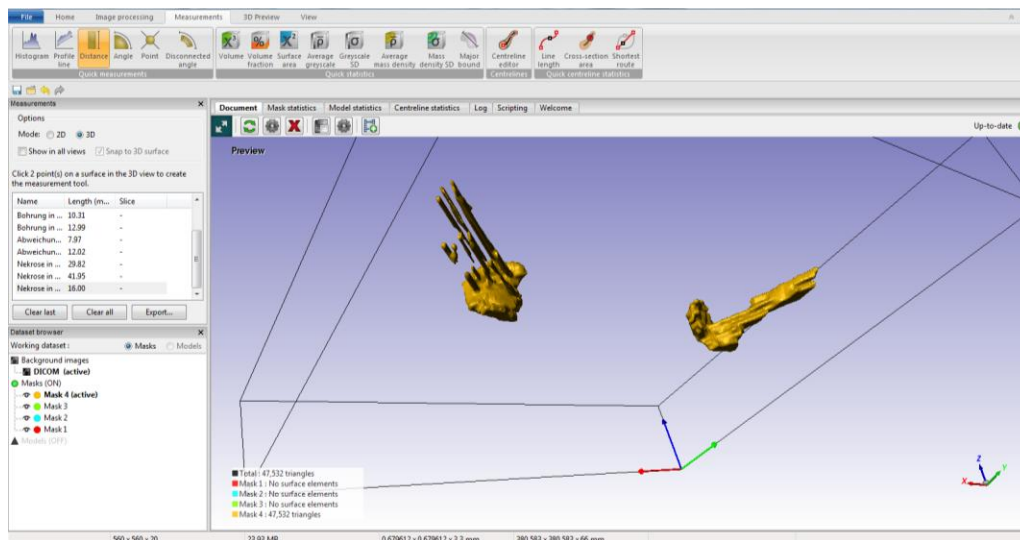 File Home Image processing Measurements 3D Preview View
Histogram Profile line Distance Angle Point Disconnected angle
Quick measurements
Volume Volume fraction Surface area Average greyscale Greyscale SD Average mass density Mass density SD Major bound
Quick statistics
Centreline editor
Centrelines
Line length Cross-section area Shortest route
Quick centreline statistics
Measurements
Options
Mode: 2D 3D
Show in all views Snap to 3D surface
Click 2 point(s) on a surface in the 3D view to create
the measurement tool.
Name Length (m... Slice
Bohrung in ... 10.31 -
Bohrung in ... 12.99 -
Abweichun... 7.97 -
Abweichun... 12.02 -
Nekrose in ... 29.82 -
Nekrose in ... 41.95 -
Nekrose in ... 16.00 -
Clear last Clear all Export...
Dataset browser
Working dataset: Masks Models
Background images
DICOM (active)
Masks (ON)
Mask 4 (active)
Mask 3
Mask 2
Mask 1
Models (OFF)
Document Mask statistics Model statistics Centreline statistics Log Scripting Welcome
Up-to-date
Preview
Total : 47,532 triangles
Mask 1 : No surface elements
Mask 2 : No surface elements
Mask 3 : No surface elements
Mask 4 : 47,532 triangles
Z
Y
X